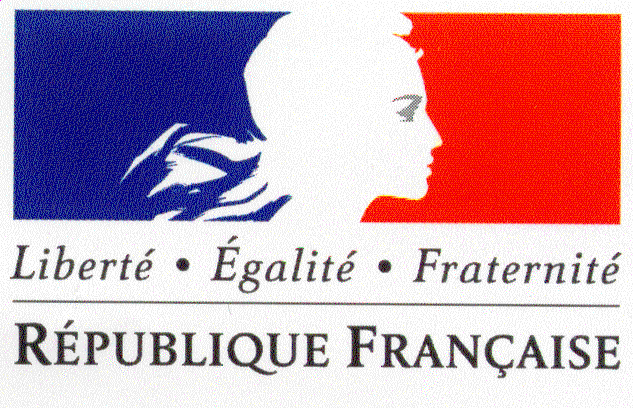 Liberté • Égalité • Fraternité
RÉPUBLIQUE FRANÇAISE